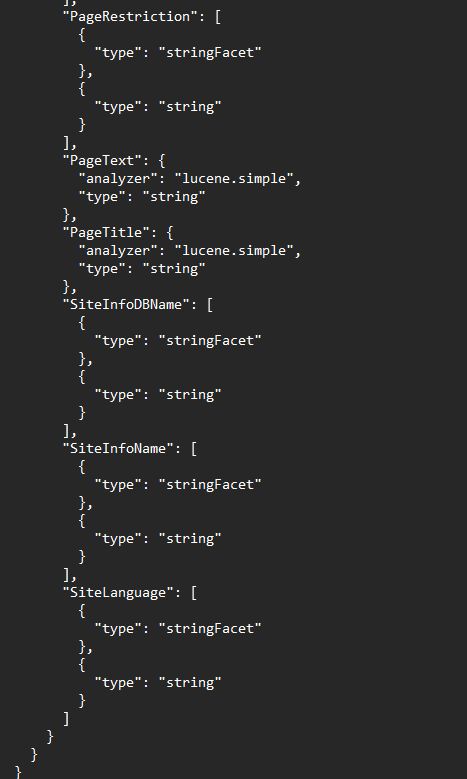 ],
"PageRestriction": [
{
"type": "stringFacet"
},
{
"type": "string"
}
],
"PageText": {
"analyzer": "lucene.simple",
"type": "string"
},
"PageTitle": {
"analyzer": "lucene.simple",
"type": "string"
},
"SiteInfoDBName": [
{
"type": "stringFacet"
},
{
"type": "string"
}
],
"SiteInfoName": [
{
"type": "stringFacet"
},
{
"type": "string"
}
],
"SiteLanguage": [
{
"type": "stringFacet"
},
{
"type": "string"
}
]
}
}
}